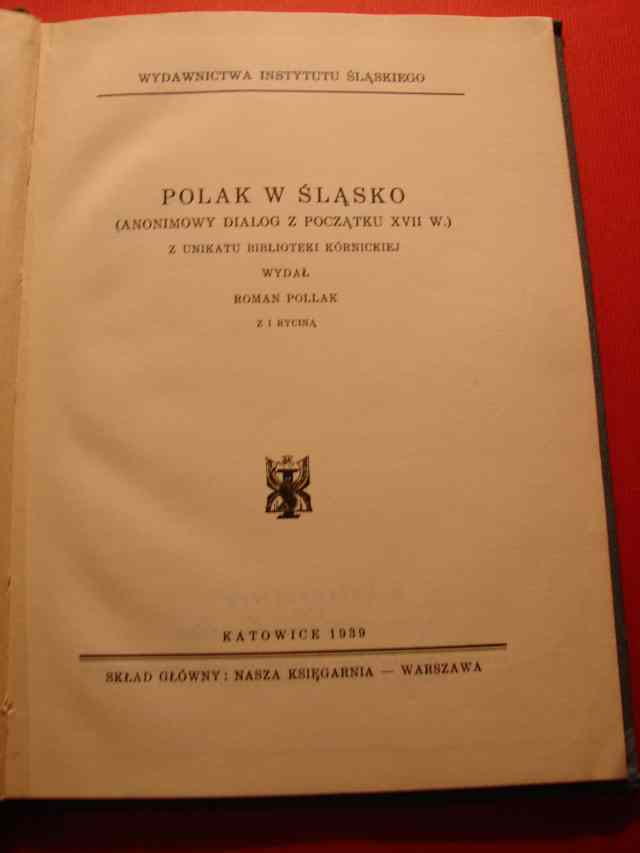 WYDAWNICTWA INSTYTUTU ŚLĄSKIEGO
POLAK W ŚLĄSKO
(ANONIMOWY DIALOG Z POCZĄTKU XVII W.)
Z UNIKATU BIBLIOTEKI KÓRNICKIEJ
WYDAŁ
ROMAN POLLAK
Z 1 RYCINĄ
KATOWICE 1939
SKŁAD GŁÓWNY: NASZA KSIĘGARNIA — WARSZAWA